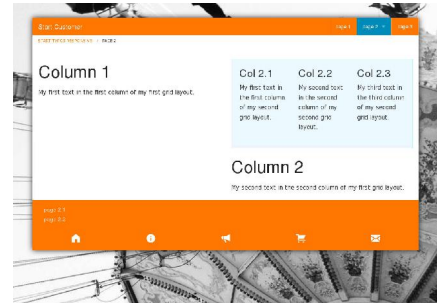 Start Customer
page 1
page 2
page 3
START THEME RESPONSIVE / PAGE 2
Column 1
My first text in the first column of my first grid layout.
Col 2.1
My first text in
the first column
of my second
grid layout.
Col 2.2
My second text
in the second
column of my
second grid
layout.
Col 2.3
My third text in
the third column
of my second
grid layout.
Column 2
My second text in the second column of my first grid layout.
page 2.1
page 2.2